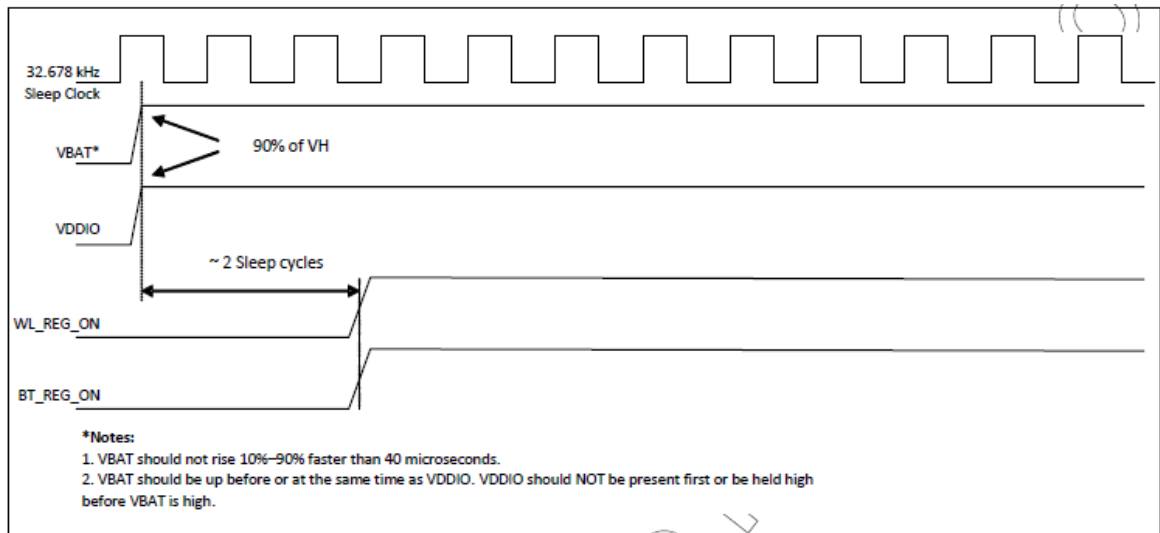 32.678 kHz
Sleep Clock
90% of VH
VBAT*
VDDIO
~ 2 Sleep cycles
WL_REG_ON
BT_REG_ON
*Notes:
1. VBAT should not rise 10%–90% faster than 40 microseconds.
2. VBAT should be up before or at the same time as VDDIO. VDDIO should NOT be present first or be held high
before VBAT is high.